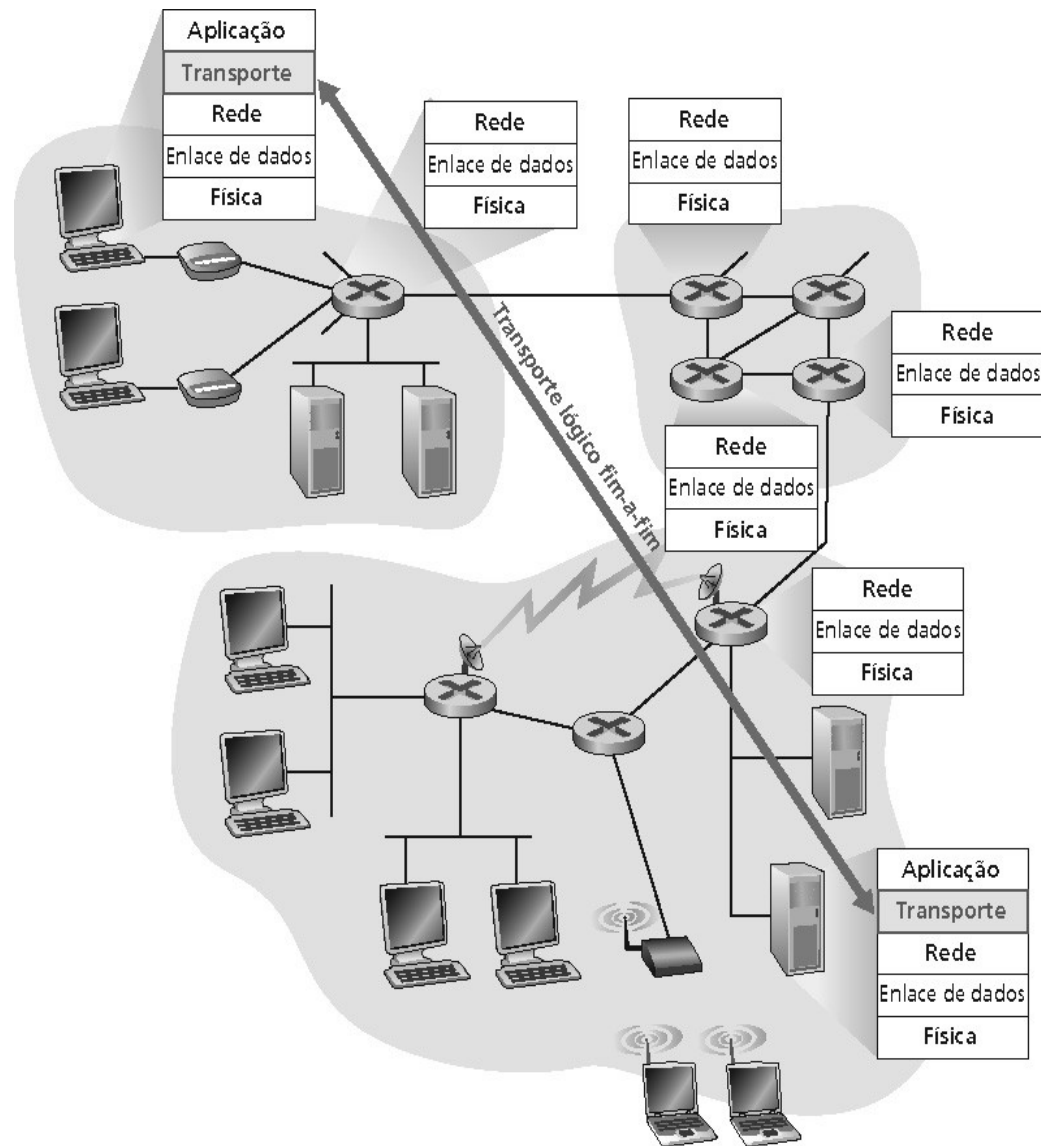 Aplicação
Transporte
Rede
Enlace de dados
Física
Rede
Enlace de dados
Física
Rede
Enlace de dados
Física
Rede
Enlace de dados
Física
Transporte lógico fim-a-fim
Rede
Enlace de dados
Física
Rede
Enlace de dados
Física
Aplicação
Transporte
Rede
Enlace de dados
Física